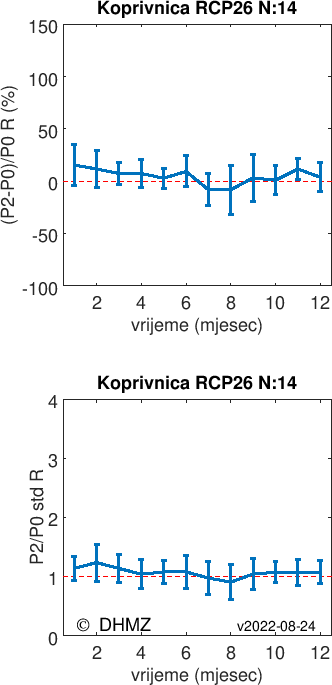 Koprivnica RCP26 N:14
(P2-P0)/P0 R (%)
150
100
50
0
-50
-100
2 4 6 8 10 12
vrijeme (mjesec)
Koprivnica RCP26 N:14
P2/P0 std R
4
3
2
1
0
© DHMZ v2022-08-24
2 4 6 8 10 12
vrijeme (mjesec)